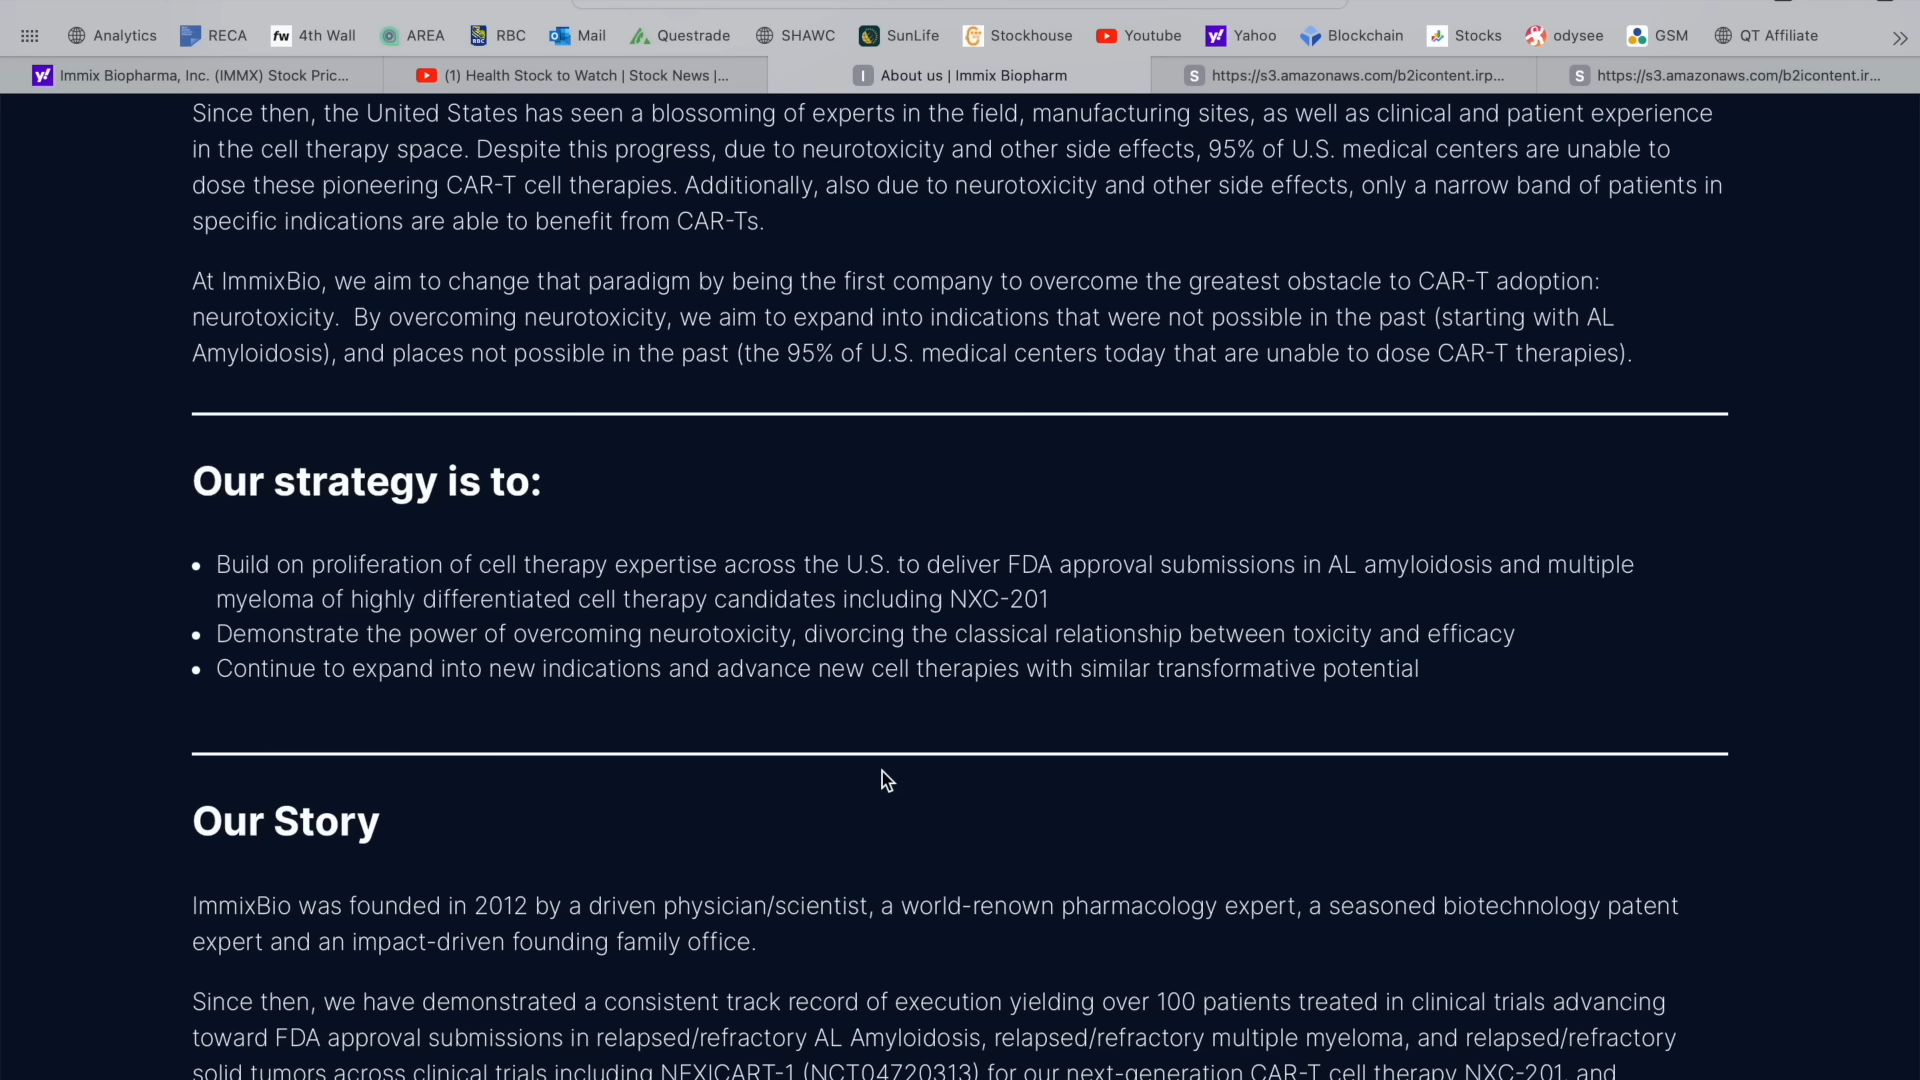 Analytics RECA fw 4th Wall AREA RBC Mail Questrade SHAWC SunLife Stockhouse Youtube y! Yahoo Blockchain Stocks odysee GSM QT Affiliate
y! Immix Biopharma, Inc. (IMMX) Stock Pric... (1) Health Stock to Watch | Stock News |... I About us | Immix Biopharm S https://s3.amazonaws.com/b2icontent.irp... S https://s3.amazonaws.com/b2icontent.ir...
Since then, the United States has seen a blossoming of experts in the field, manufacturing sites, as well as clinical and patient experience
in the cell therapy space. Despite this progress, due to neurotoxicity and other side effects, 95% of U.S. medical centers are unable to
dose these pioneering CAR-T cell therapies. Additionally, also due to neurotoxicity and other side effects, only a narrow band of patients in
specific indications are able to benefit from CAR-Ts.
At ImmixBio, we aim to change that paradigm by being the first company to overcome the greatest obstacle to CAR-T adoption:
neurotoxicity.  By overcoming neurotoxicity, we aim to expand into indications that were not possible in the past (starting with AL
Amyloidosis), and places not possible in the past (the 95% of U.S. medical centers today that are unable to dose CAR-T therapies).
Our strategy is to:
• Build on proliferation of cell therapy expertise across the U.S. to deliver FDA approval submissions in AL amyloidosis and multiple
myeloma of highly differentiated cell therapy candidates including NXC-201
• Demonstrate the power of overcoming neurotoxicity, divorcing the classical relationship between toxicity and efficacy
• Continue to expand into new indications and advance new cell therapies with similar transformative potential
Our Story
ImmixBio was founded in 2012 by a driven physician/scientist, a world-renown pharmacology expert, a seasoned biotechnology patent
expert and an impact-driven founding family office.
Since then, we have demonstrated a consistent track record of execution yielding over 100 patients treated in clinical trials advancing
toward FDA approval submissions in relapsed/refractory AL Amyloidosis, relapsed/refractory multiple myeloma, and relapsed/refractory
solid tumors across clinical trials including NEXICART-1 (NCT04720313) for our next-generation CAR-T cell therapy NXC-201, and